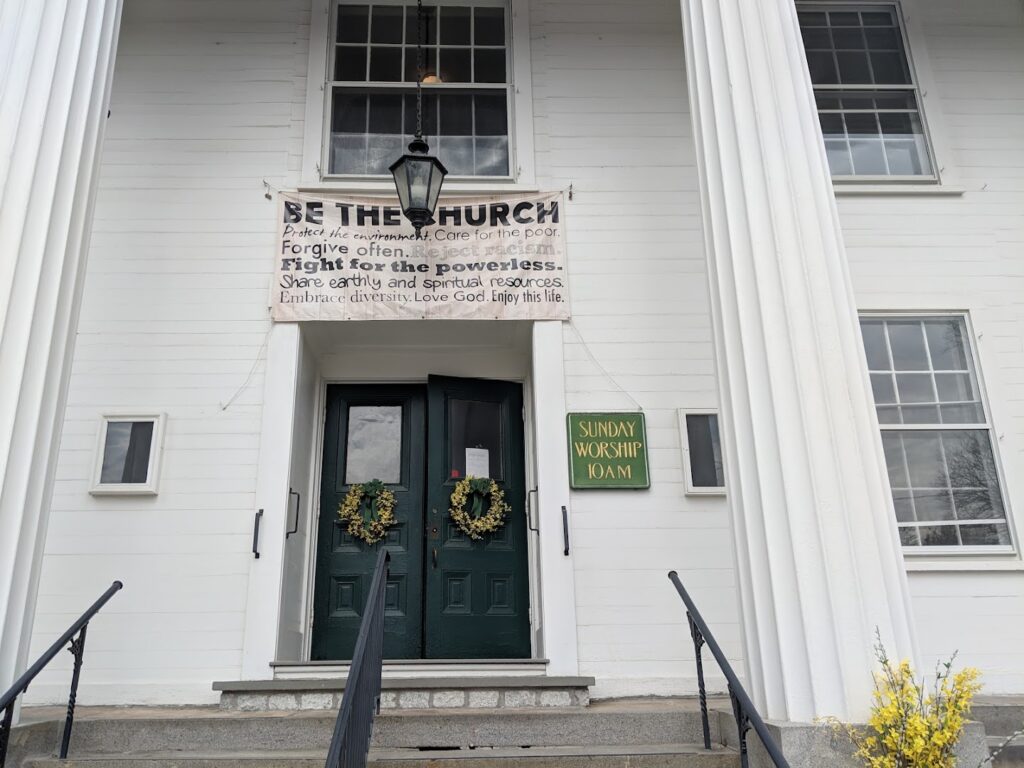 BE THE CHURCH
Protect the environment. Care for the poor.
Forgive often. Reject racism.
Fight for the powerless.
Share earthly and spiritual resources.
Embrace diversity. Love God. Enjoy this life.
SUNDAY
WORSHIP
10AM